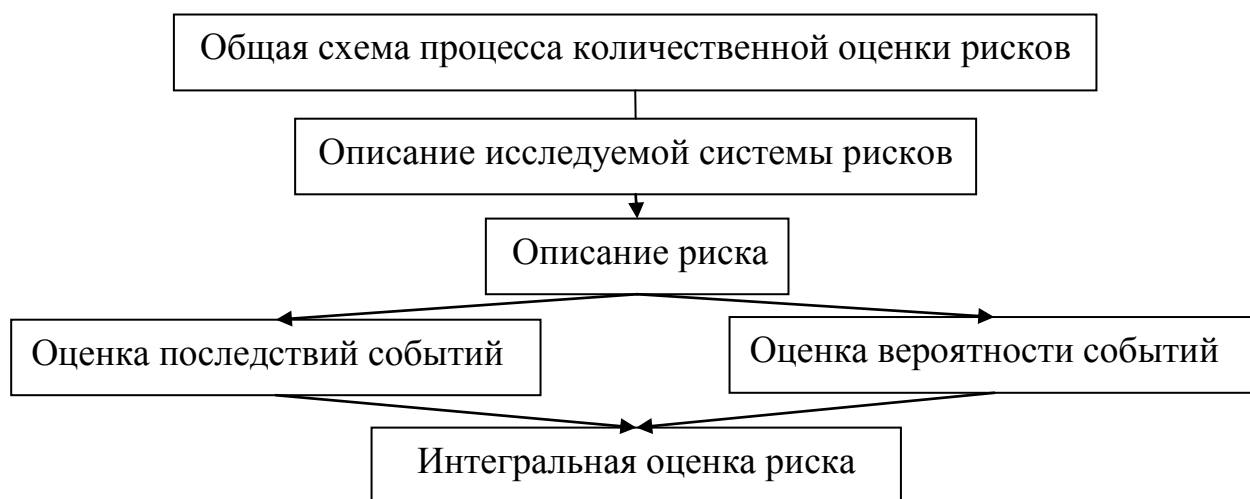 Общая схема процесса количественной оценки рисков
Описание исследуемой системы рисков
Описание риска
Оценка последствий событий
Оценка вероятности событий
Интегральная оценка риска